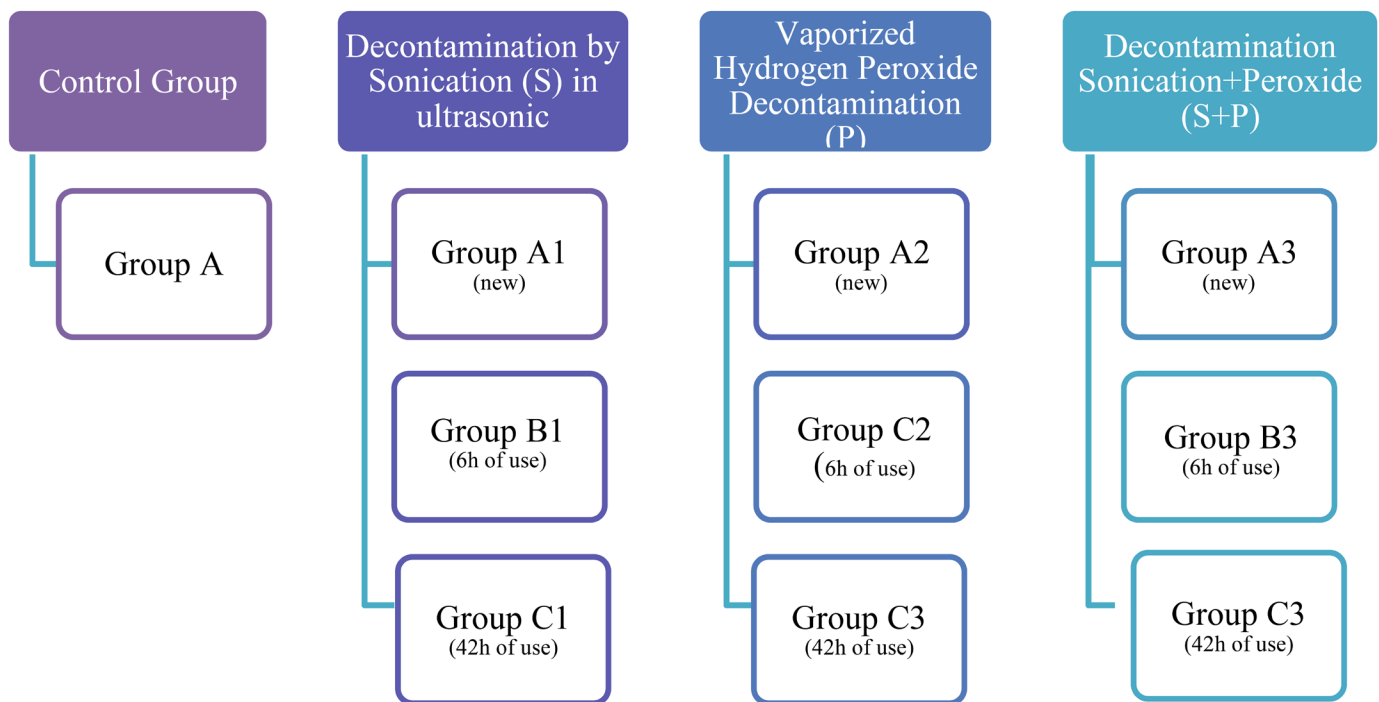 Control Group
Group A
Decontamination by
Sonication (S) in
ultrasonic
Group A1
(new)
Group B1
(6h of use)
Group C1
(42h of use)
Vaporized
Hydrogen Peroxide
Decontamination
(P)
Group A2
(new)
Group C2
(6h of use)
Group C3
(42h of use)
Decontamination
Sonication+Peroxide
(S+P)
Group A3
(new)
Group B3
(6h of use)
Group C3
(42h of use)